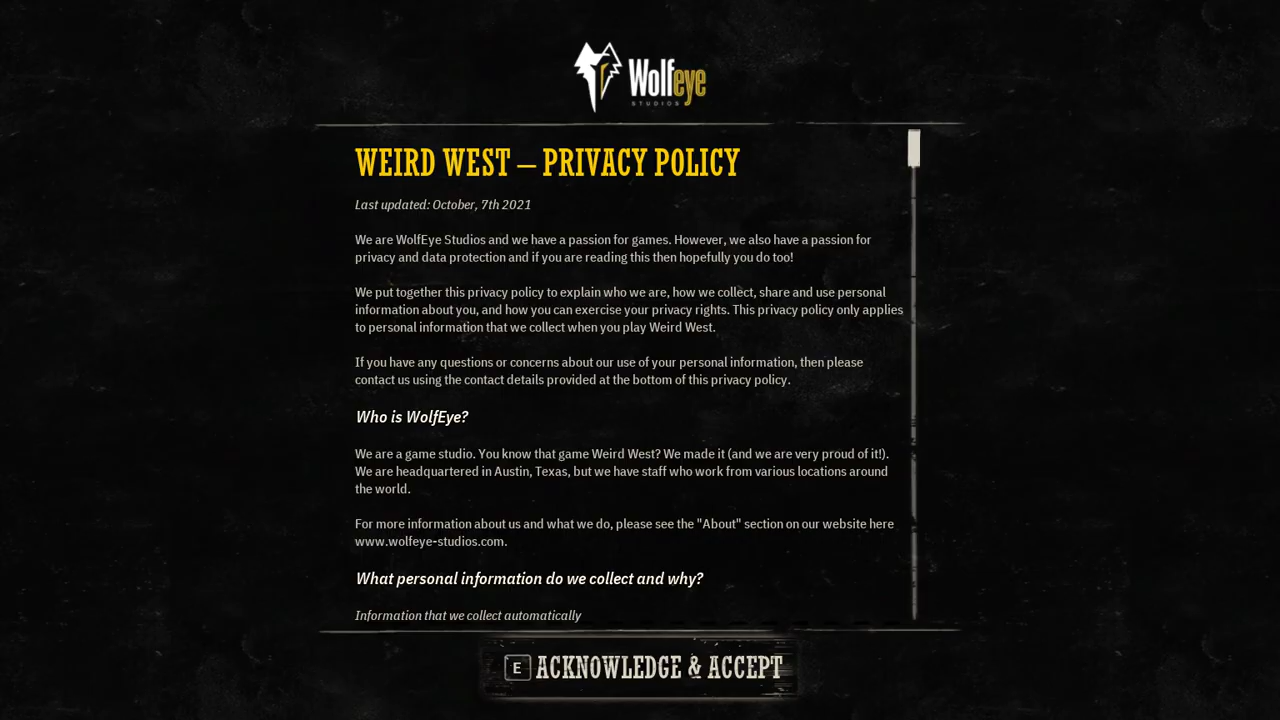 Wolfeye
STUDIOS
WEIRD WEST – PRIVACY POLICY
Last updated: October, 7th 2021
We are WolfEye Studios and we have a passion for games. However, we also have a passion for
privacy and data protection and if you are reading this then hopefully you do too!
We put together this privacy policy to explain who we are, how we collect, share and use personal
information about you, and how you can exercise your privacy rights. This privacy policy only applies
to personal information that we collect when you play Weird West.
If you have any questions or concerns about our use of your personal information, then please
contact us using the contact details provided at the bottom of this privacy policy.
Who is WolfEye?
We are a game studio. You know that game Weird West? We made it (and we are very proud of it!).
We are headquartered in Austin, Texas, but we have staff who work from various locations around
the world.
For more information about us and what we do, please see the "About" section on our website here
www.wolfeye-studios.com.
What personal information do we collect and why?
Information that we collect automatically
E ACKNOWLEDGE & ACCEPT